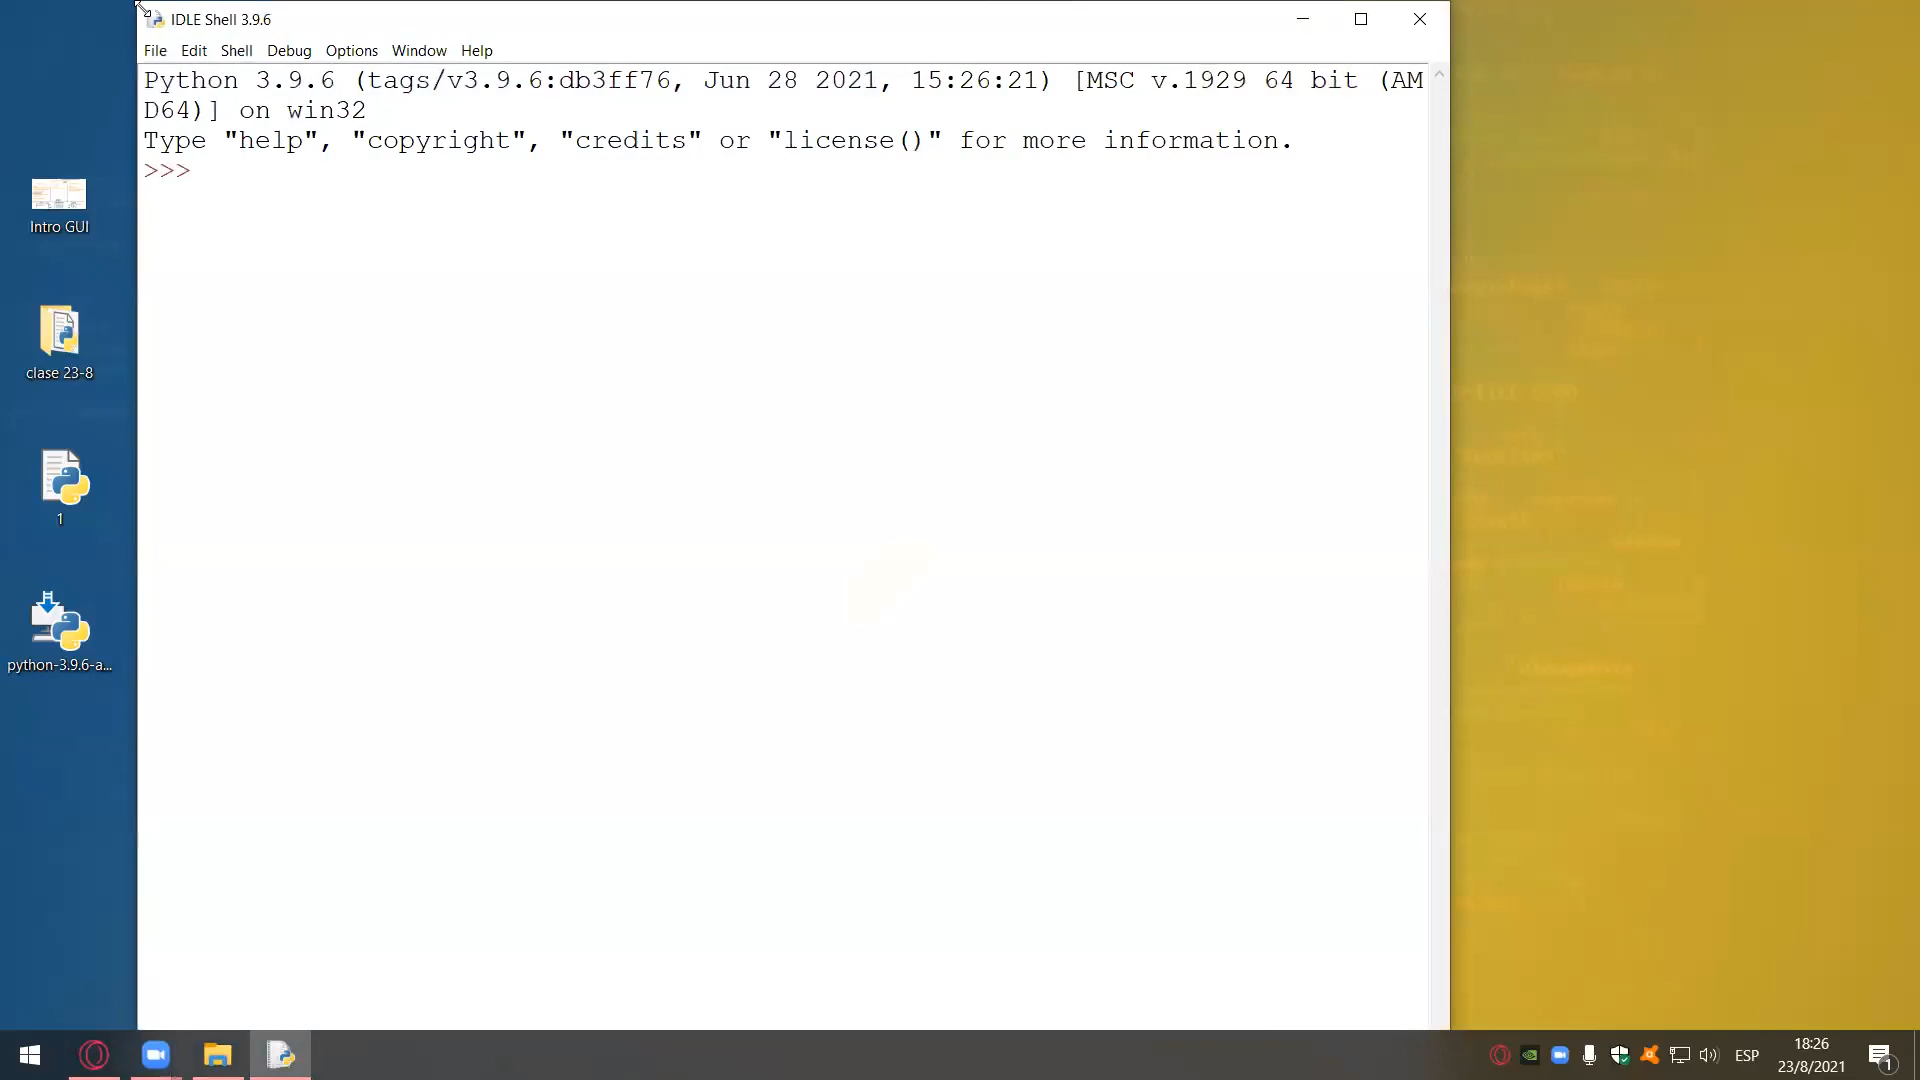 IDLE Shell 3.9.6
File Edit Shell Debug Options Window Help
Python 3.9.6 (tags/v3.9.6:db3ff76, Jun 28 2021, 15:26:21) [MSC v.1929 64 bit (AM
D64)] on win32
Type "help", "copyright", "credits" or "license()" for more information.
>>>
Intro GUI
clase 23-8
1
python-3.9.6-a...
ESP
18:26
23/8/2021
1